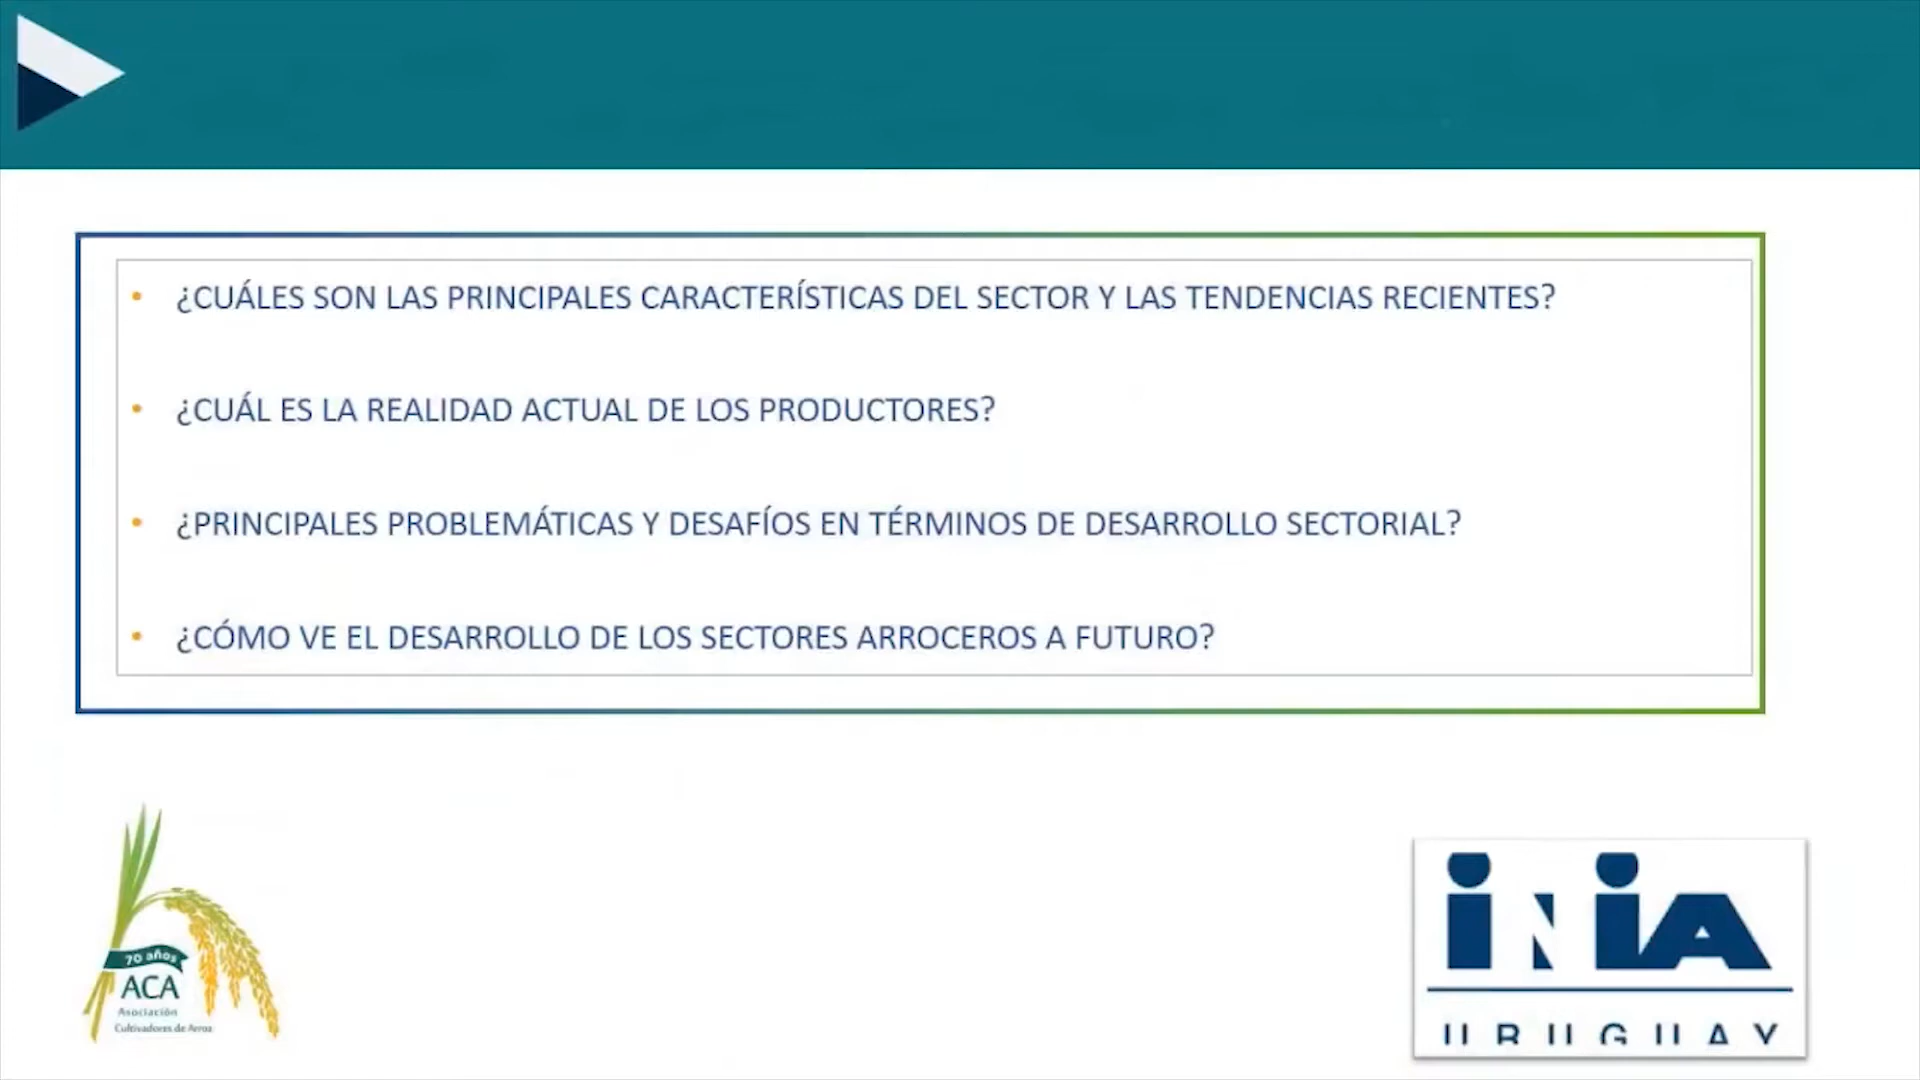 • ¿CUÁLES SON LAS PRINCIPALES CARACTERÍSTICAS DEL SECTOR Y LAS TENDENCIAS RECIENTES?
• ¿CUÁL ES LA REALIDAD ACTUAL DE LOS PRODUCTORES?
• ¿PRINCIPALES PROBLEMÁTICAS Y DESAFÍOS EN TÉRMINOS DE DESARROLLO SECTORIAL?
• ¿CÓMO VE EL DESARROLLO DE LOS SECTORES ARROCEROS A FUTURO?
70 años
ACA
Asociación
Cultivadores de Arroz
iNiA
URUGUAY